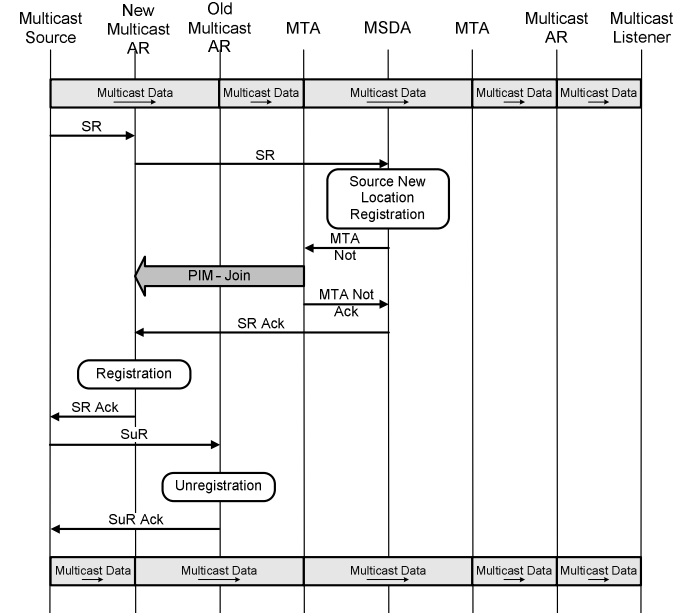 Multicast Source
New Multicast AR
Old Multicast AR
MTA
MSDA
MTA
Multicast AR
Multicast Listener
Multicast Data
Multicast Data
Multicast Data
Multicast Data
Multicast Data
SR
SR
Source New
Location
Registration
MTA
Not
PIM - Join
MTA Not
Ack
SR Ack
Registration
SR Ack
SuR
Unregistration
SuR Ack
Multicast Data
Multicast Data
Multicast Data
Multicast Data
Multicast Data